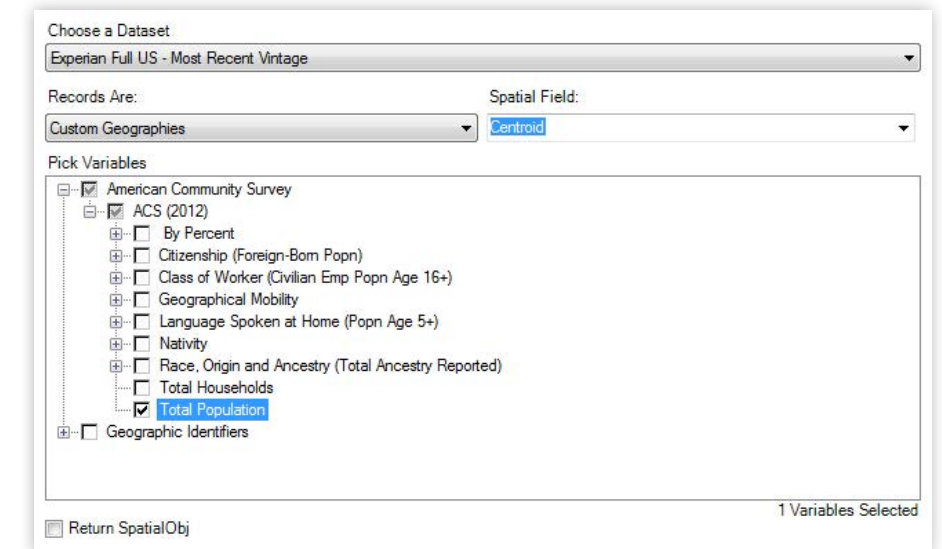 Choose a Dataset
Experian Full US - Most Recent Vintage
Records Are: Spatial Field:
Custom Geographies Centroid
Pick Variables
American Community Survey
ACS (2012)
By Percent
Citizenship (Foreign-Born Popn)
Class of Worker (Civilian Emp Popn Age 16+)
Geographical Mobility
Language Spoken at Home (Popn Age 5+)
Nativity
Race, Origin and Ancestry (Total Ancestry Reported)
Total Households
Total Population
Geographic Identifiers
1 Variables Selected
Return SpatialObj